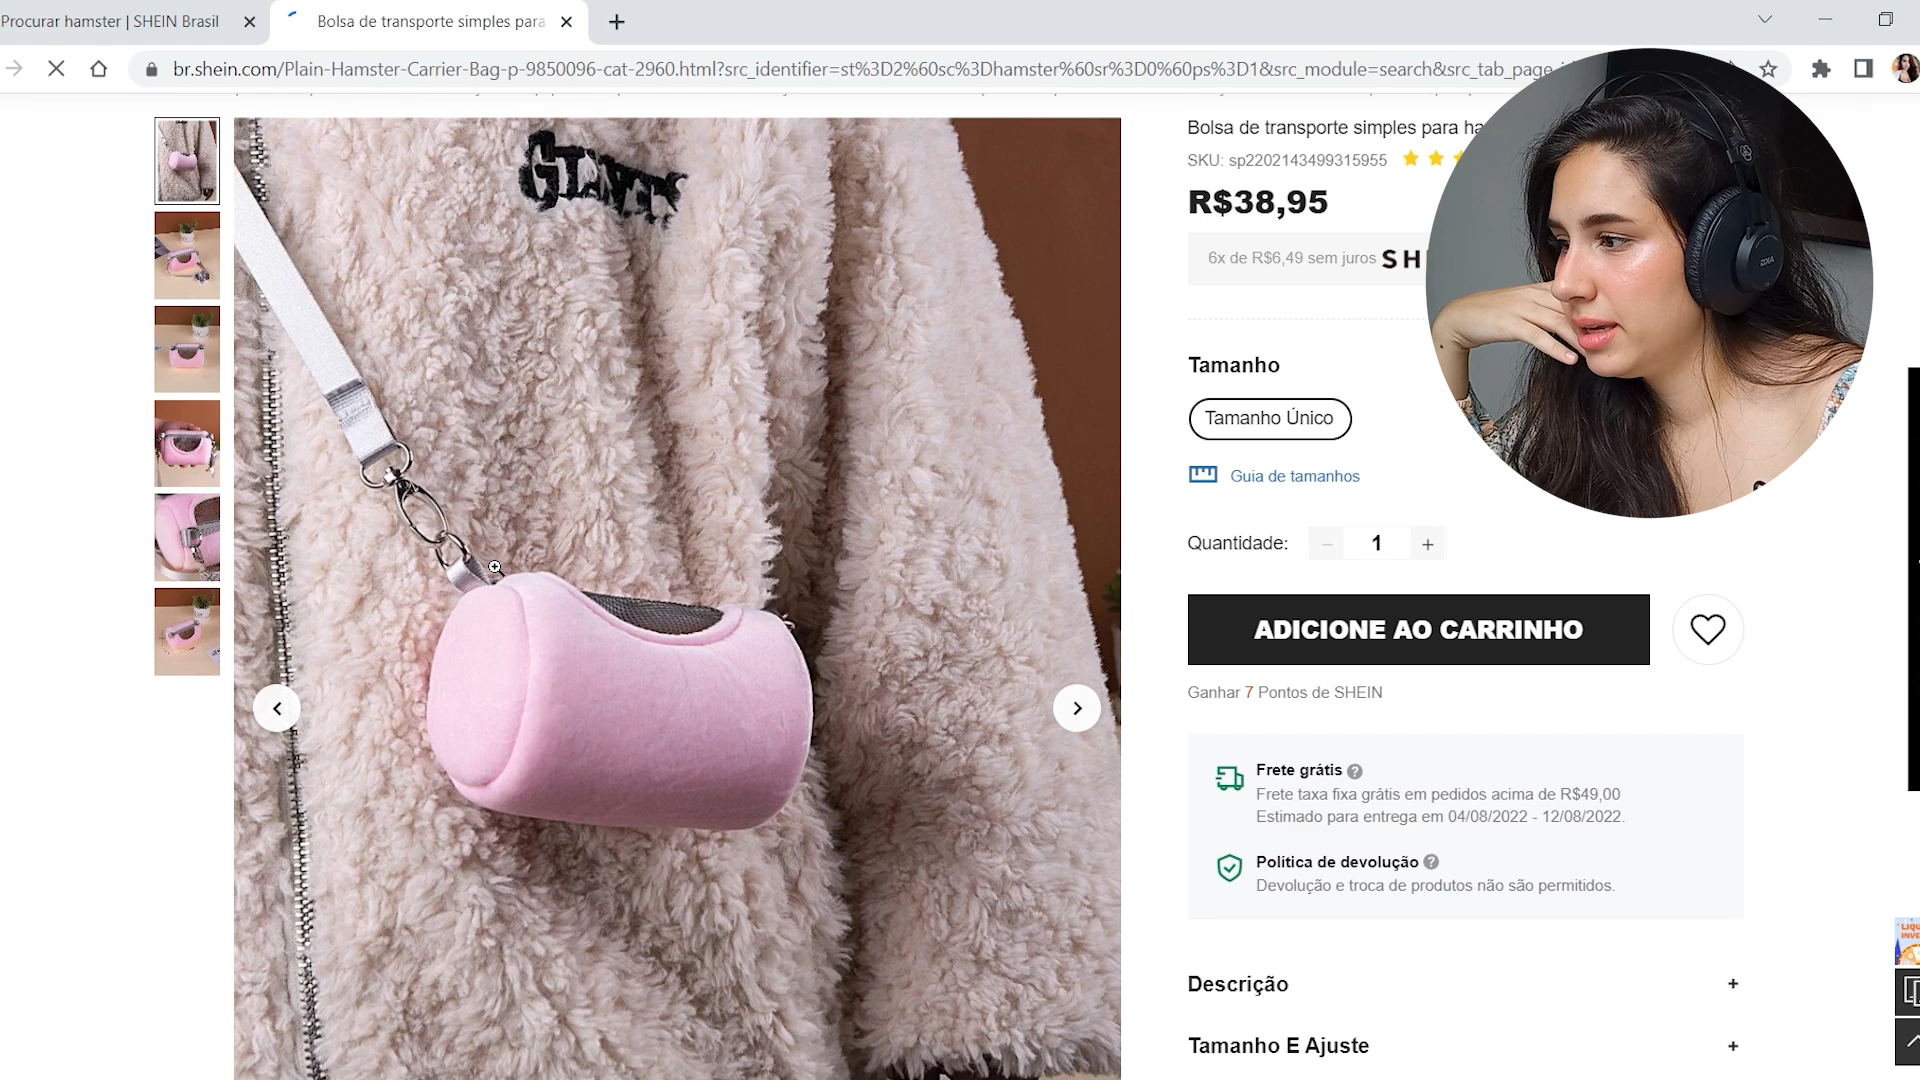 Procurar hamster | SHEIN Brasil
Bolsa de transporte simples para
br.shein.com/Plain-Hamster-Carrier-Bag-p-9850096-cat-2960.html?src_identifier=st%3D2%60sc%3Dhamster%60sr%3D0%60ps%3D1&src_module=search&src_tab_page_i
Bolsa de transporte simples para ha
SKU: sp2202143499315955
R$38,95
6x de R$6,49 sem juros SH
Tamanho
Tamanho Único
Guia de tamanhos
Quantidade: 1
ADICIONE AO CARRINHO
Ganhar 7 Pontos de SHEIN
Frete grátis
Frete taxa fixa grátis em pedidos acima de R$49,00
Estimado para entrega em 04/08/2022 - 12/08/2022.
Política de devolução
Devolução e troca de produtos não são permitidos.
LIQU
INVE
Descrição
Tamanho E Ajuste